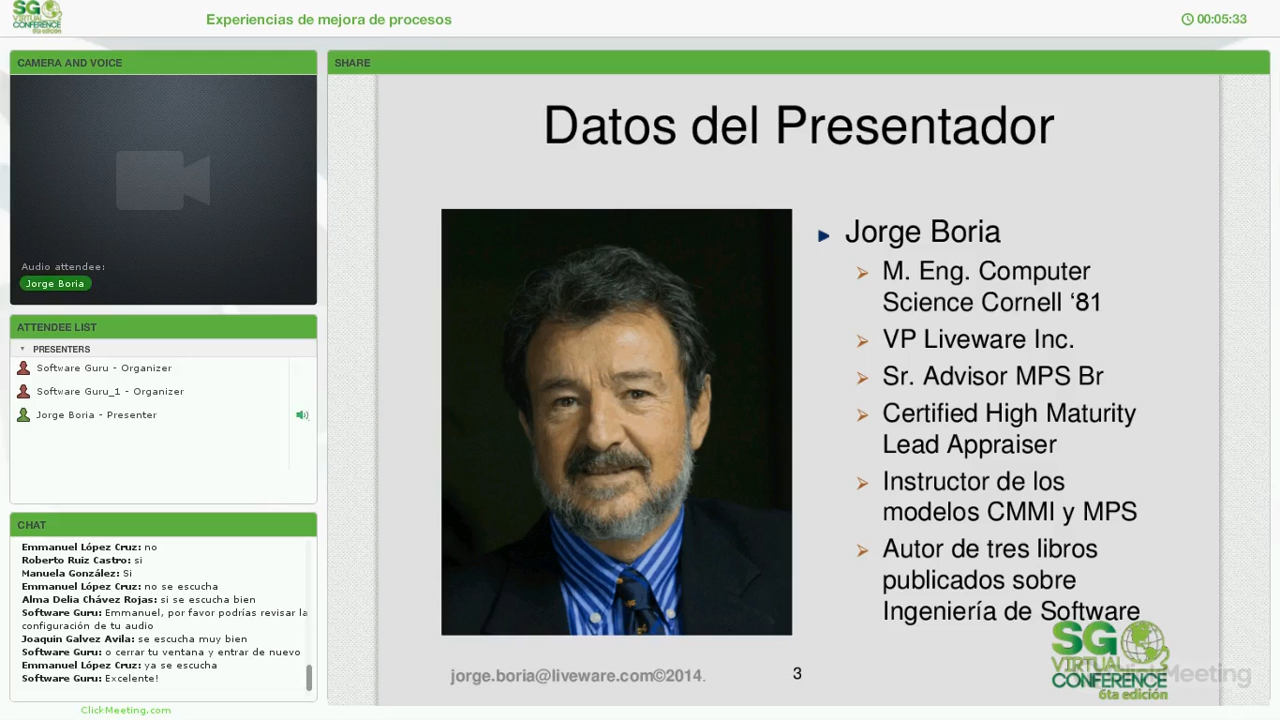 SG
VIRTUAL
CONFERENCE
6ta edición
Experiencias de mejora de procesos
00:05:33
CAMERA AND VOICE
Audio attendee:
Jorge Boria
ATTENDEE LIST
PRESENTERS
Software Guru - Organizer
Software Guru_1 - Organizer
Jorge Boria - Presenter
CHAT
Emmanuel López Cruz: no
Roberto Ruiz Castro: si
Manuela González: Si
Emmanuel López Cruz: no se escucha
Alma Delia Chávez Rojas: si se escucha bien
Software Guru: Emmanuel, por favor podrías revisar la
configuración de tu audio
Joaquin Galvez Avila: se escucha muy bien
Software Guru: o cerrar tu ventana y entrar de nuevo
Emmanuel López Cruz: ya se escucha
Software Guru: Excelente!
ClickMeeting.com
SHARE
Datos del Presentador
Jorge Boria
M. Eng. Computer
Science Cornell ‘81
VP Liveware Inc.
Sr. Advisor MPS Br
Certified High Maturity
Lead Appraiser
Instructor de los
modelos CMMI y MPS
Autor de tres libros
publicados sobre
Ingeniería de Software
jorge.boria@liveware.com©2014.
3
SG
VIRTUAL
CONFERENCE
6ta edición
Meeting